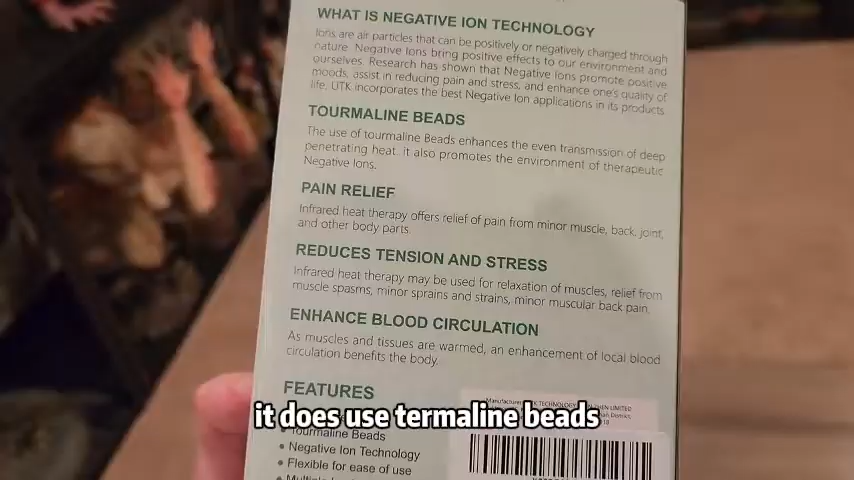 WHAT IS NEGATIVE ION TECHNOLOGY
Ions are air particles that can be positively or negatively charged through
nature. Negative Ions bring positive effects to our environment and
ourselves. Research has shown that Negative Ions promote positive
moods, assist in reducing pain and stress, and enhance one's quality of
life. UTK incorporates the best Negative Ion applications in its products
TOURMALINE BEADS
The use of tourmaline Beads enhances the even transmission of deep
penetrating heat. it also promotes the environment of therapeutic
Negative Ions.
PAIN RELIEF
Infrared heat therapy offers relief of pain from minor muscle, back, joint,
and other body parts
REDUCES TENSION AND STRESS
Infrared heat therapy may be used for relaxation of muscles, relief from
muscle spasms, minor sprains and strains, minor muscular back pain.
ENHANCE BLOOD CIRCULATION
As muscles and tissues are warmed, an enhancement of local blood
circulation benefits the body.
FEATURES
it does use termaline beads
• Tourmaline Beads
• Negative Ion Technology
• Flexible for ease of use
TECHNOLOGY
LIMITED